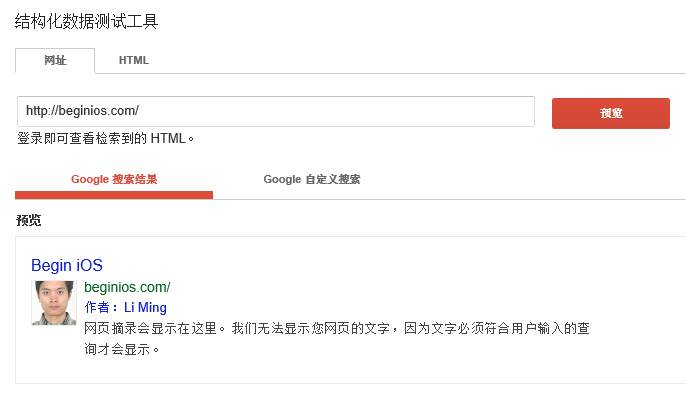 结构化数据测试工具
网址 HTML
http://beginios.com/ 预览
登录即可查看检索到的 HTML。
Google 搜索结果 Google 自定义搜索
预览
Begin iOS
beginios.com/
作者：Li Ming
网页摘录会显示在这里。我们无法显示您网页的文字，因为文字必须符合用户输入的查
询才会显示。